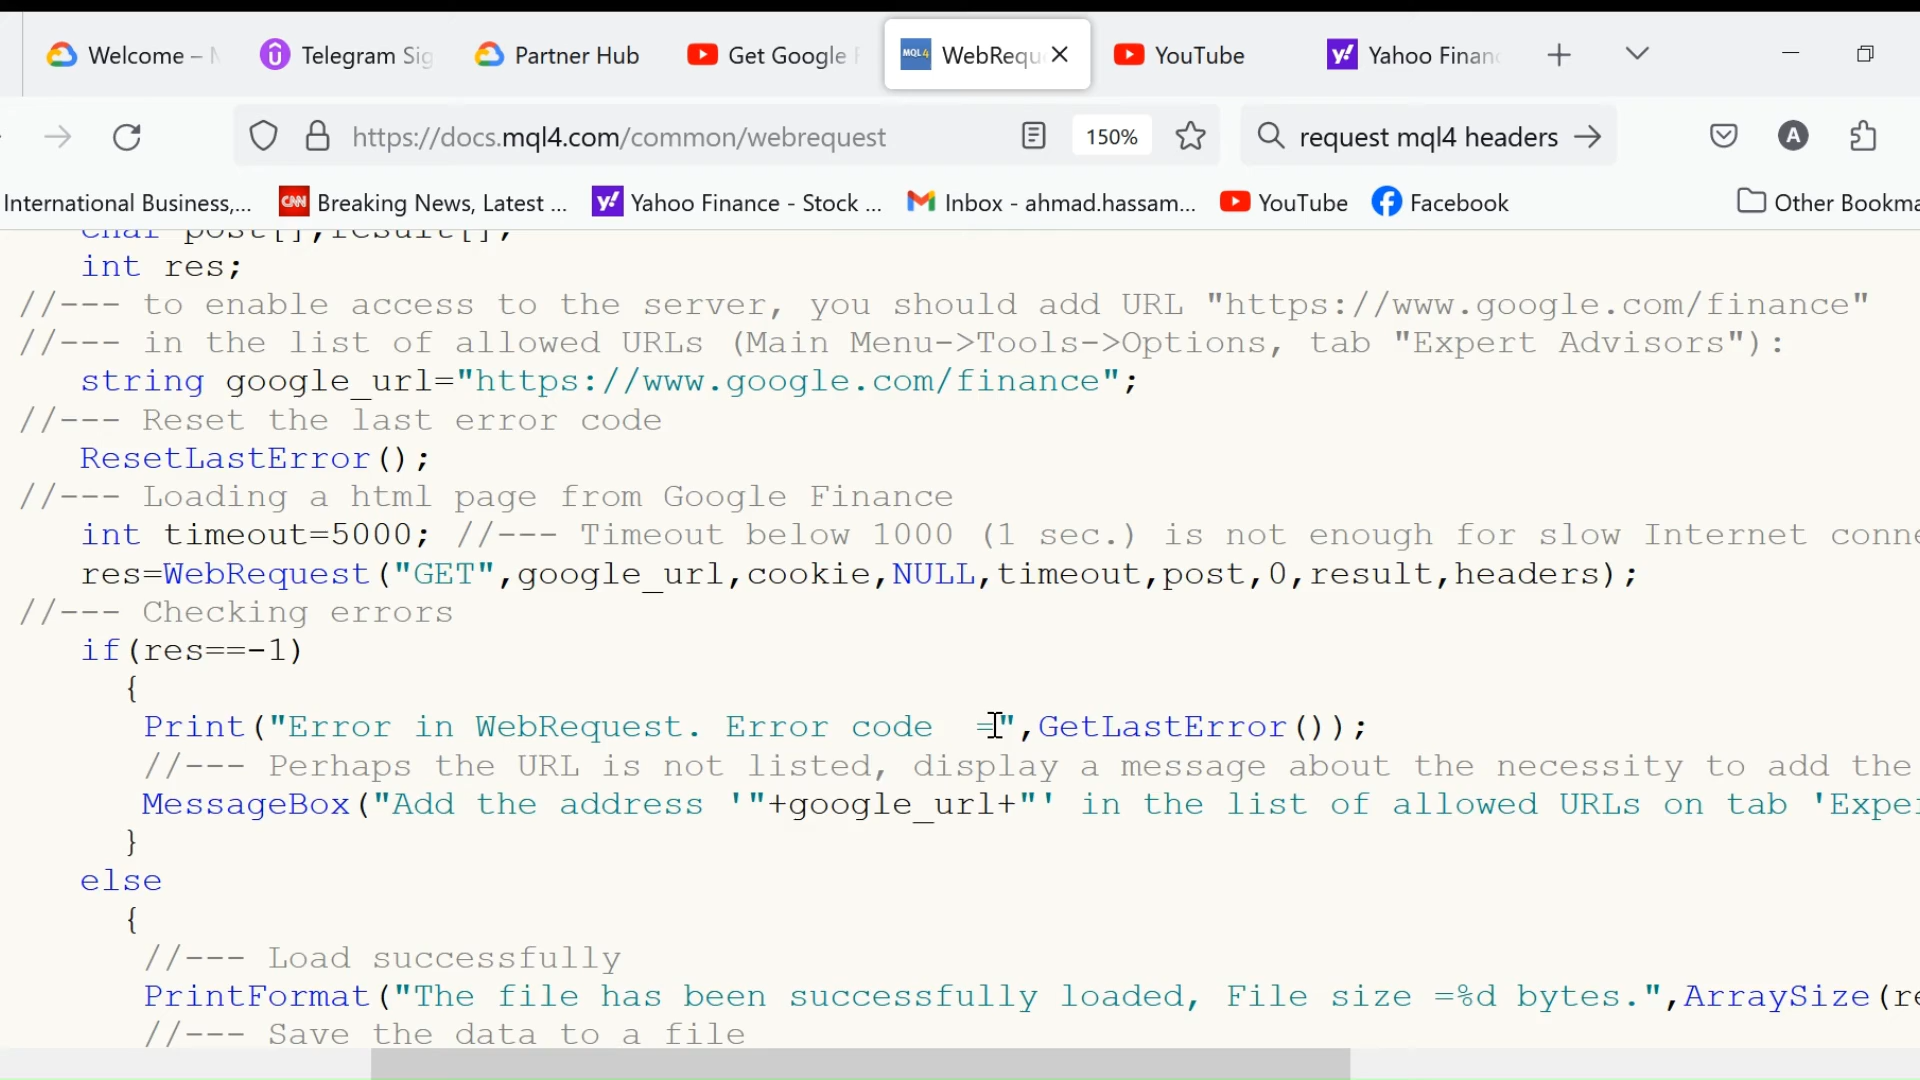 Welcome –
Telegram Sig
Partner Hub
Get Google
MQL4 WebRequ
YouTube
Yahoo Finan
https://docs.mql4.com/common/webrequest
150%
request mql4 headers
A
International Business,...
CNN Breaking News, Latest ...
Yahoo Finance - Stock ...
Inbox - ahmad.hassam...
YouTube
Facebook
Other Bookma
char post[],result[];
int res;
//--- to enable access to the server, you should add URL "https://www.google.com/finance"
//--- in the list of allowed URLs (Main Menu->Tools->Options, tab "Expert Advisors"):
string google_url="https://www.google.com/finance";
//--- Reset the last error code
ResetLastError();
//--- Loading a html page from Google Finance
int timeout=5000; //--- Timeout below 1000 (1 sec.) is not enough for slow Internet conne
res=WebRequest("GET",google_url,cookie,NULL,timeout,post,0,result,headers);
//--- Checking errors
if(res==-1)
{
Print("Error in WebRequest. Error code  =",GetLastError());
//--- Perhaps the URL is not listed, display a message about the necessity to add the
MessageBox("Add the address '"+google_url+"' in the list of allowed URLs on tab 'Exper
}
else
{
//--- Load successfully
PrintFormat("The file has been successfully loaded, File size =%d bytes.",ArraySize(re
//--- Save the data to a file